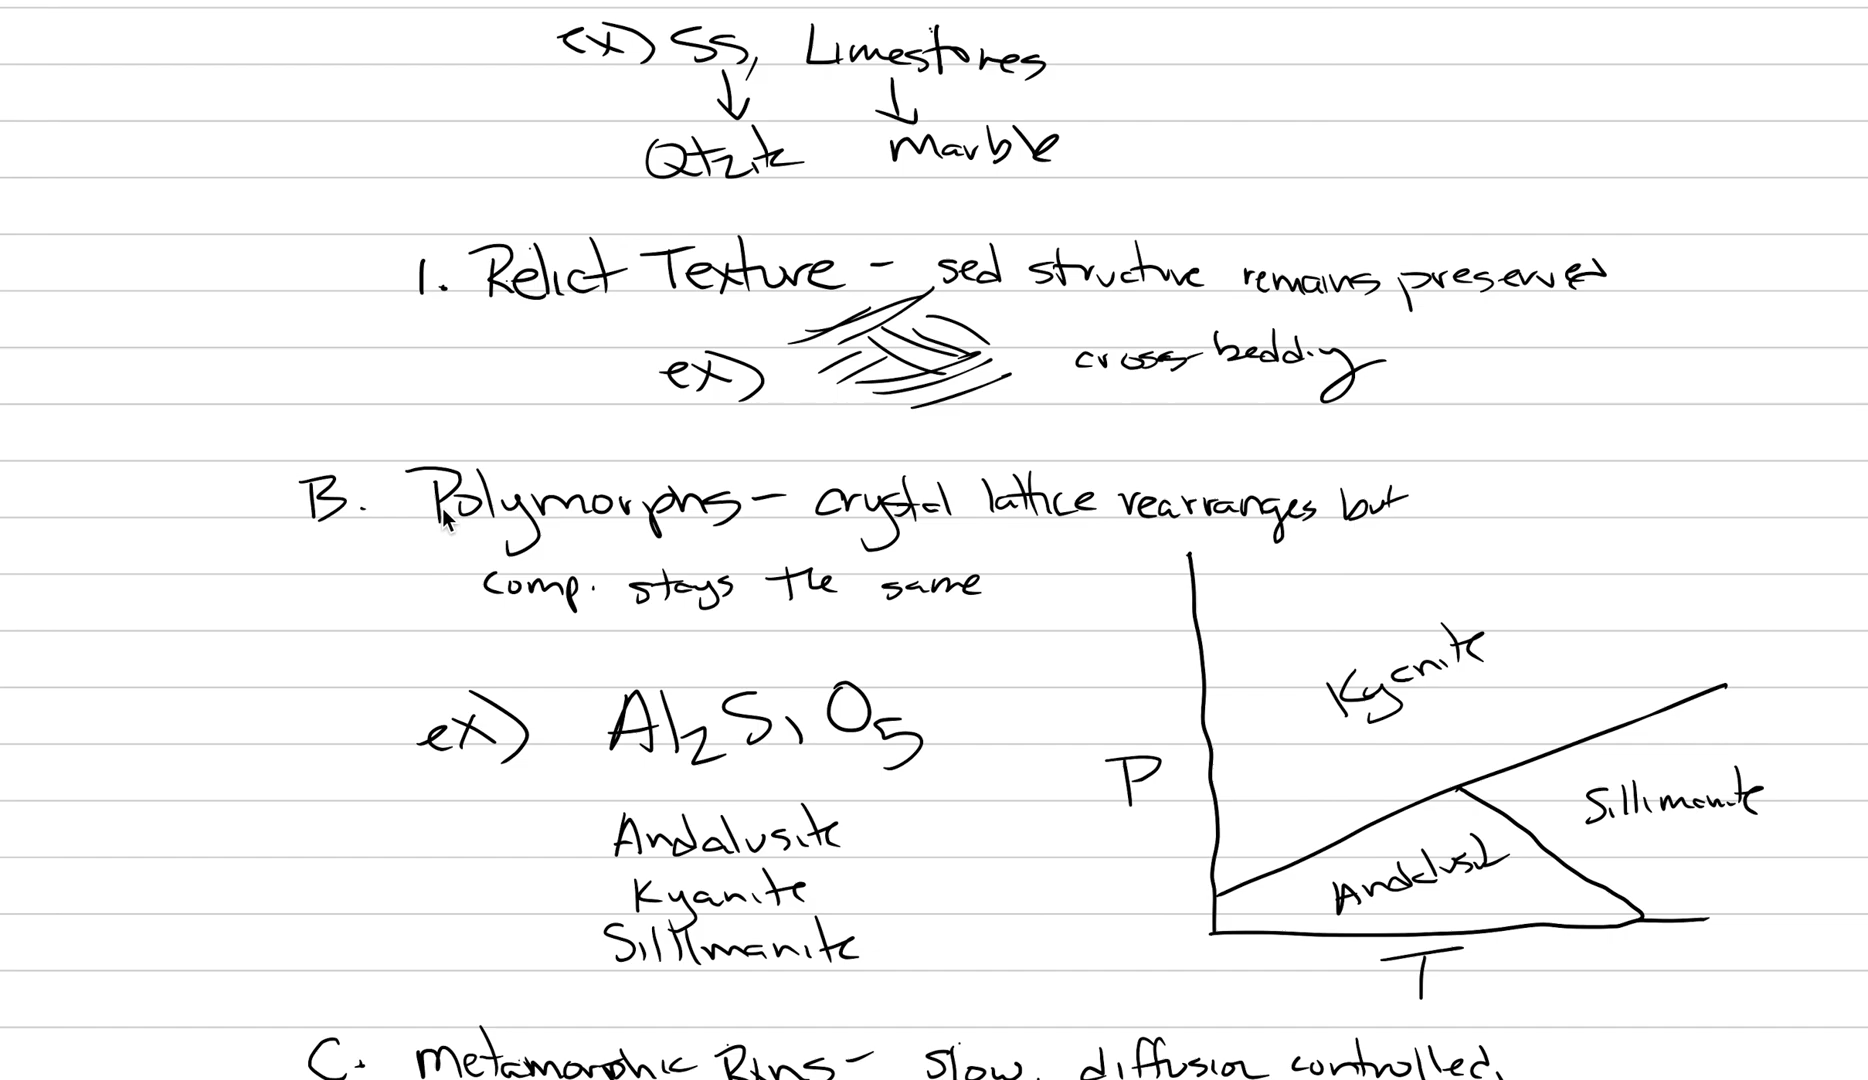 ex) SS, Limestones
↓ ↓
Qtzite Marble
1. Relict Texture - sed structure remains preserved
ex) cross bedding
B. Polymorphs - crystal lattice rearranges but
comp. stays the same
ex) Al2SiO5
Andalusite
Kyanite
Sillimanite
Kyanite
P
Sillimanite
Andalusit
T
C. Metamorphic Rxns - slow, diffusion controlled,